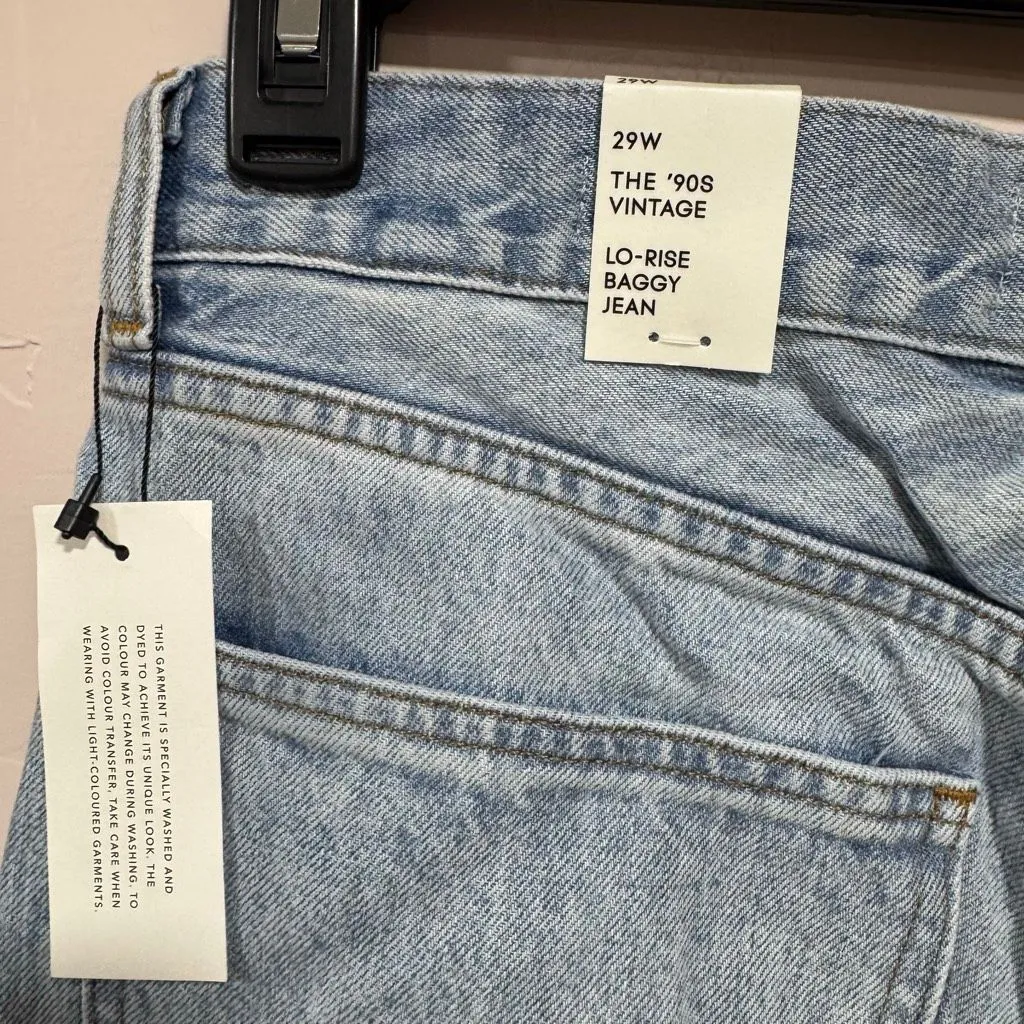 29W
29W
THE '90S
VINTAGE
LO-RISE
BAGGY
JEAN
THIS GARMENT IS SPECIALLY WASHED AND
DYED TO ACHIEVE ITS UNIQUE LOOK. THE
COLOUR MAY CHANGE DURING WASHING. TO
AVOID COLOUR TRANSFER, TAKE CARE WHEN
WEARING WITH LIGHT-COLOURED GARMENTS.